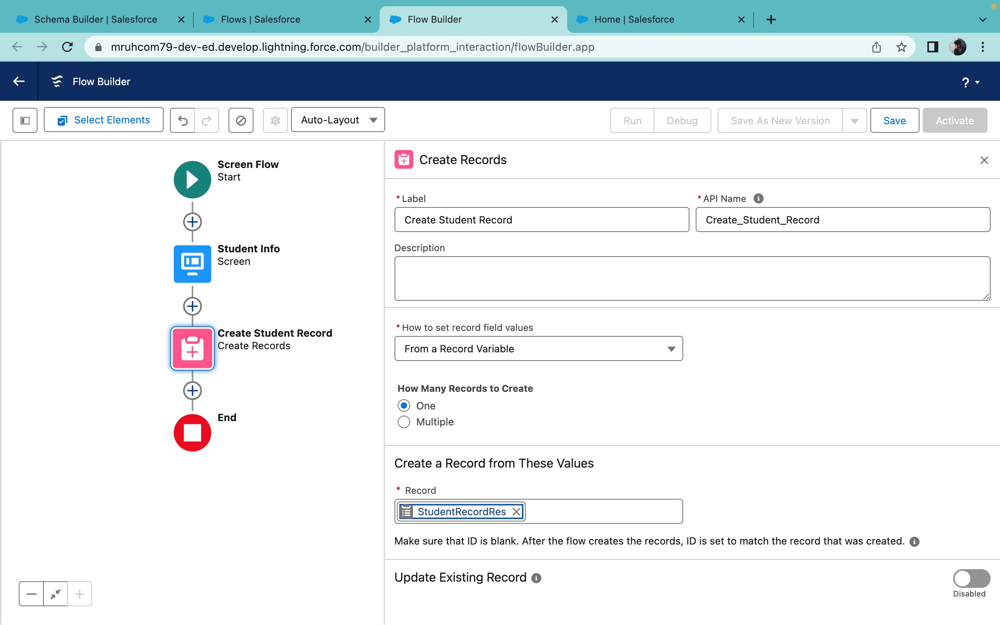 Schema Builder | Salesforce
Flows | Salesforce
Flow Builder
Home | Salesforce
mruhcom79-dev-ed.develop.lightning.force.com/builder_platform_interaction/flowBuilder.app
Flow Builder
?
Select Elements
Auto-Layout
Run
Debug
Save As New Version
Save
Activate
Screen Flow
Start
Student Info
Screen
Create Student Record
Create Records
End
Create Records
* Label
* API Name
Create Student Record
Create_Student_Record
Description
* How to set record field values
From a Record Variable
How Many Records to Create
One
Multiple
Create a Record from These Values
* Record
StudentRecordRes
Make sure that ID is blank. After the flow creates the records, ID is set to match the record that was created.
Update Existing Record
Disabled